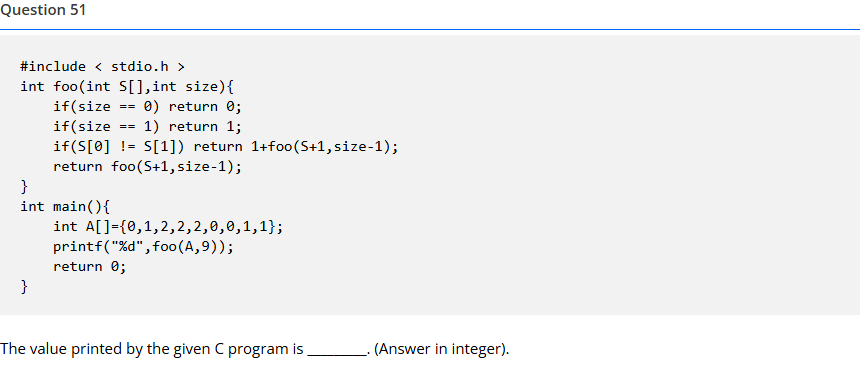 Question 51
#include < stdio.h >
int foo(int S[],int size){
    if(size == 0) return 0;
    if(size == 1) return 1;
    if(S[0] != S[1]) return 1+foo(S+1,size-1);
    return foo(S+1,size-1);
}
int main(){
    int A[]={0,1,2,2,2,0,0,1,1};
    printf("%d",foo(A,9));
    return 0;
}
The value printed by the given C program is ________. (Answer in integer).